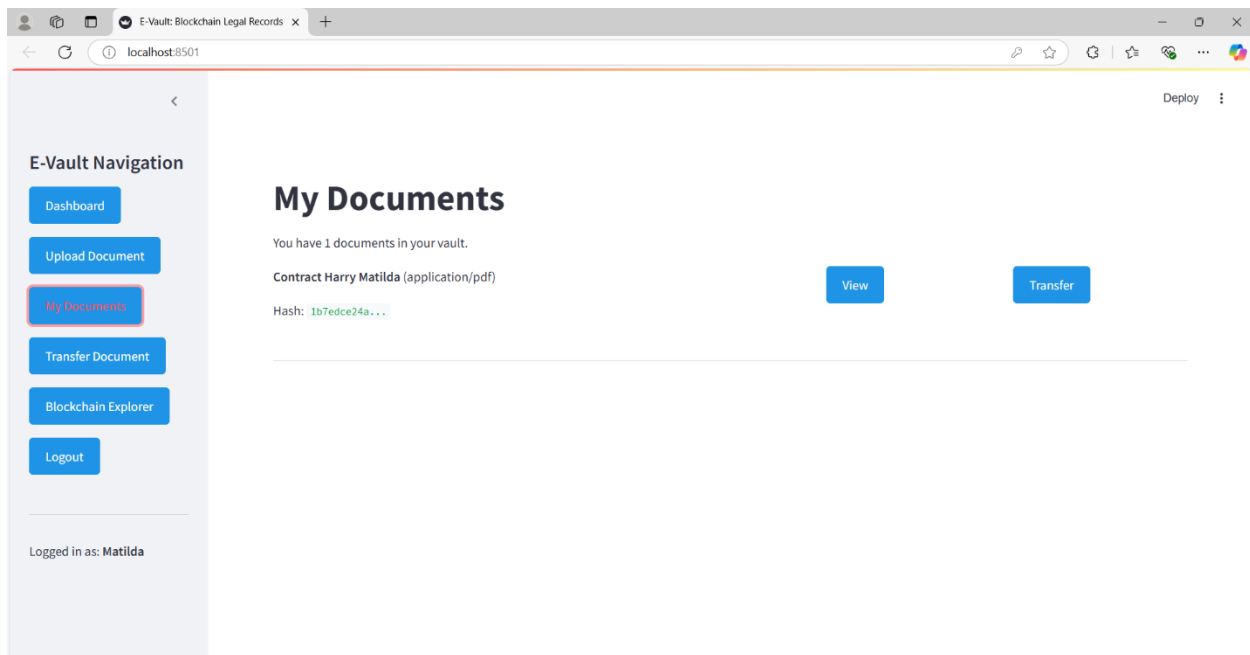 E-Vault: Blockchain Legal Records
localhost:8501
Deploy
E-Vault Navigation
Dashboard
Upload Document
My Documents
Transfer Document
Blockchain Explorer
Logout
Logged in as: Matilda
My Documents
You have 1 documents in your vault.
Contract Harry Matilda (application/pdf)
View
Transfer
Hash: 1b7edce24a...